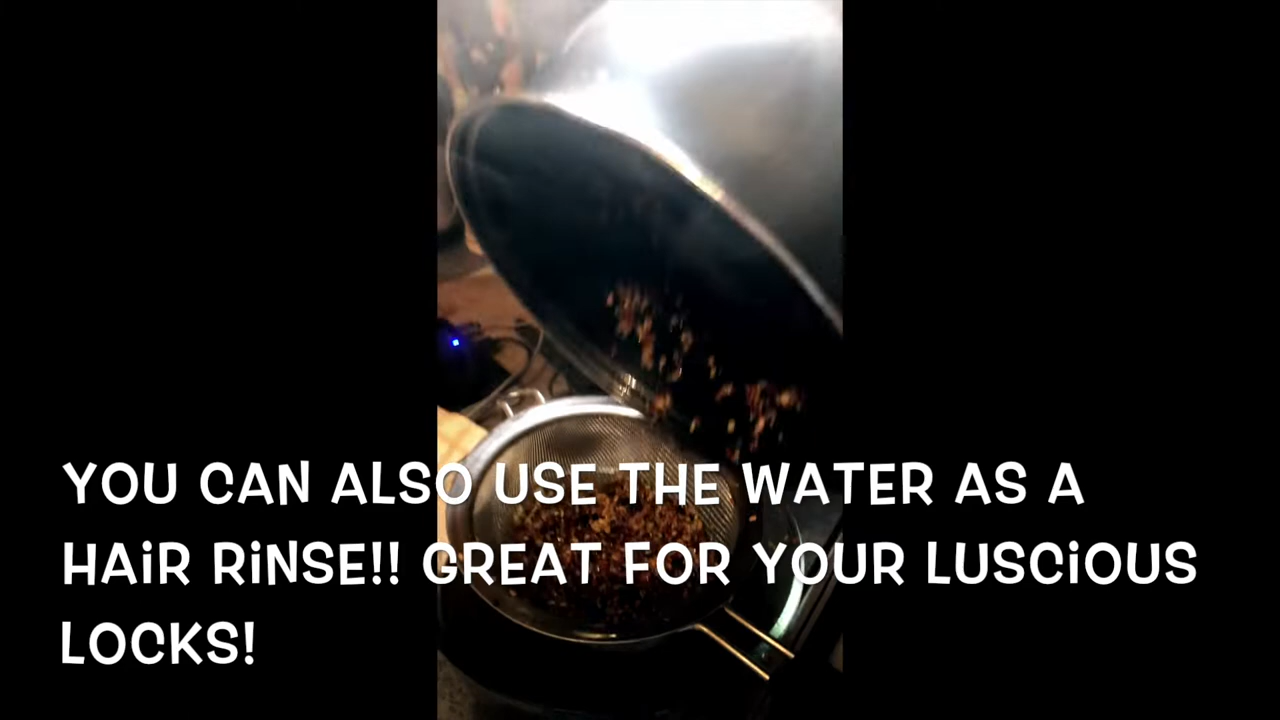 YOU CAN ALSO USE THE WATER AS A
HAIR RINSE!! GREAT FOR YOUR LUSCIOUS
LOCKS!